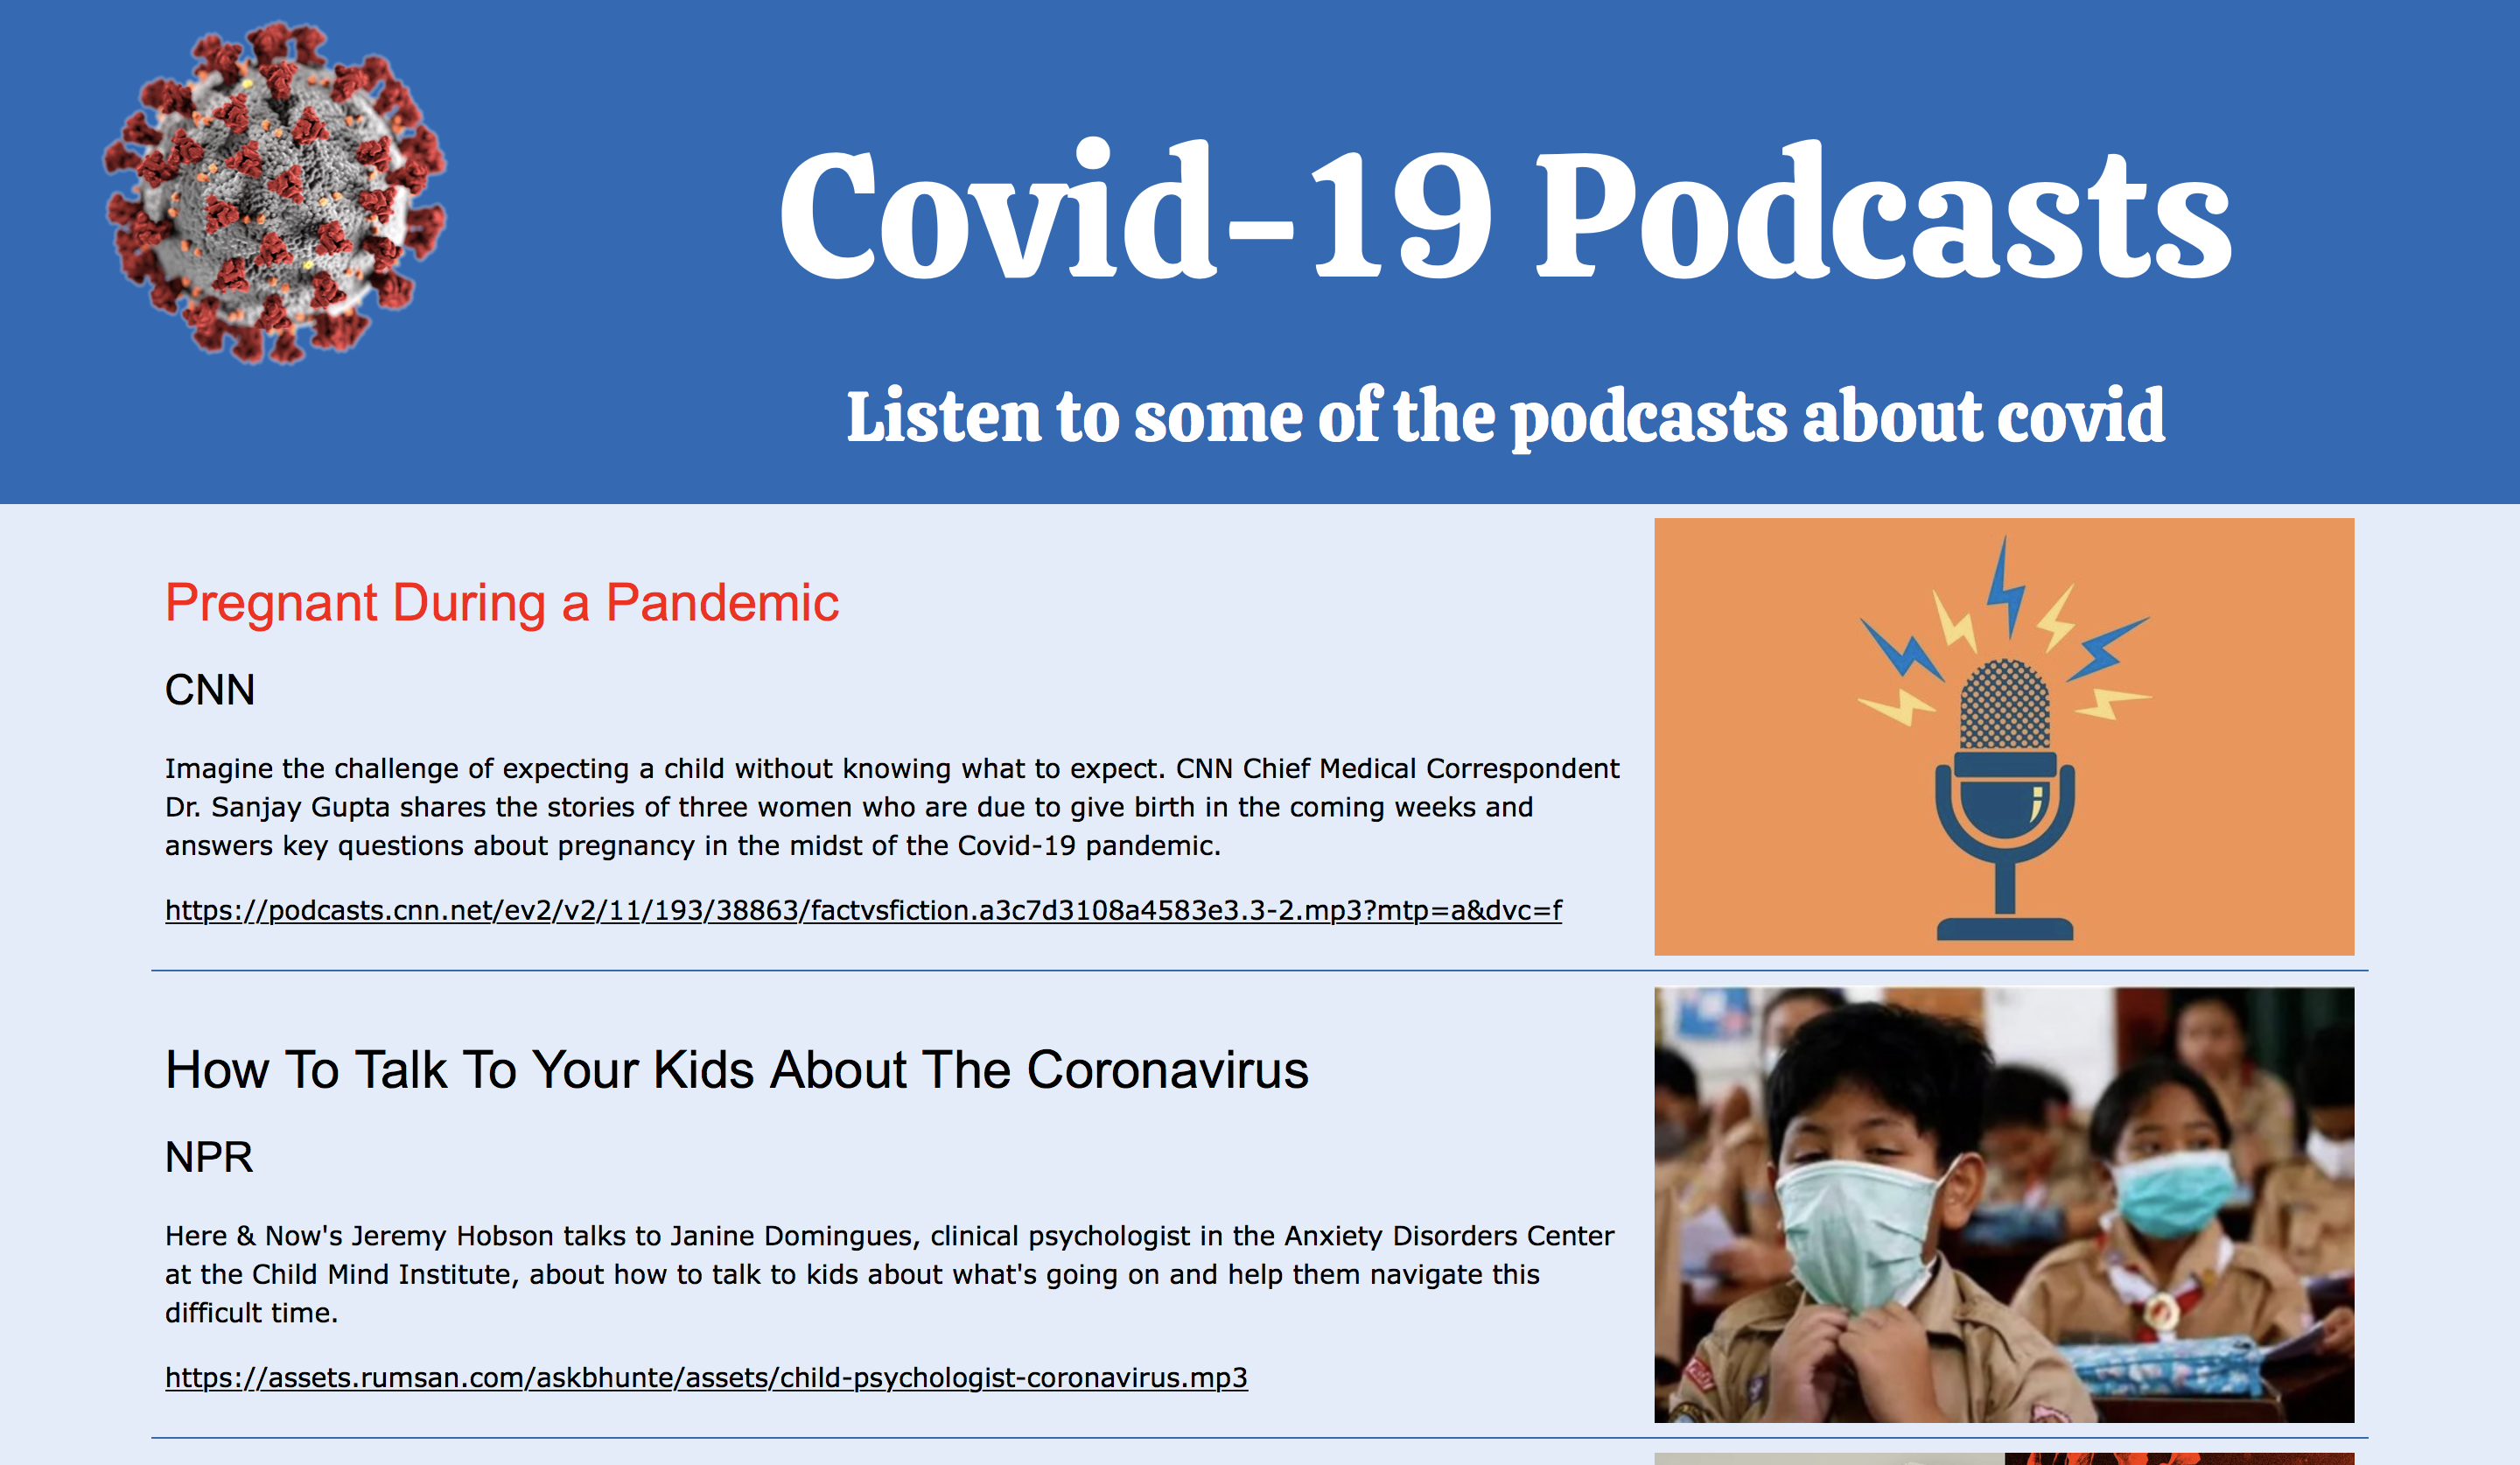 Covid-19 Podcasts
Listen to some of the podcasts about covid
Pregnant During a Pandemic
CNN
Imagine the challenge of expecting a child without knowing what to expect. CNN Chief Medical Correspondent
Dr. Sanjay Gupta shares the stories of three women who are due to give birth in the coming weeks and
answers key questions about pregnancy in the midst of the Covid-19 pandemic.
https://podcasts.cnn.net/ev2/v2/11/193/38863/factvsfiction.a3c7d3108a4583e3.3-2.mp3?mtp=a&dvc=f
How To Talk To Your Kids About The Coronavirus
NPR
Here & Now's Jeremy Hobson talks to Janine Domingues, clinical psychologist in the Anxiety Disorders Center
at the Child Mind Institute, about how to talk to kids about what's going on and help them navigate this
difficult time.
https://assets.rumsan.com/askbhunte/assets/child-psychologist-coronavirus.mp3